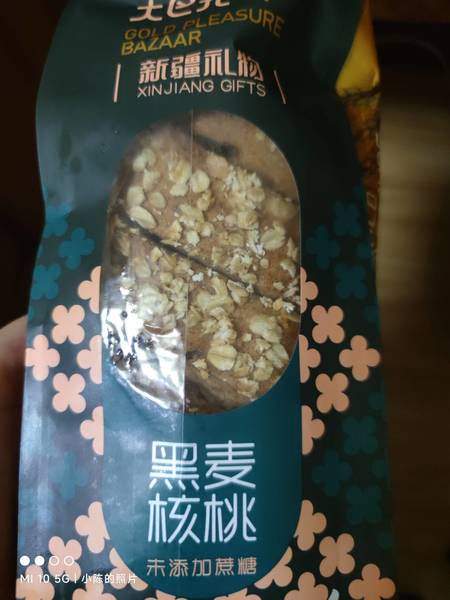 GOLD PLEASURE
BAZAAR
新疆礼物
XINJIANG GIFTS
黑麦
核桃
未添加蔗糖
MI 10 5G | 小陈的照片